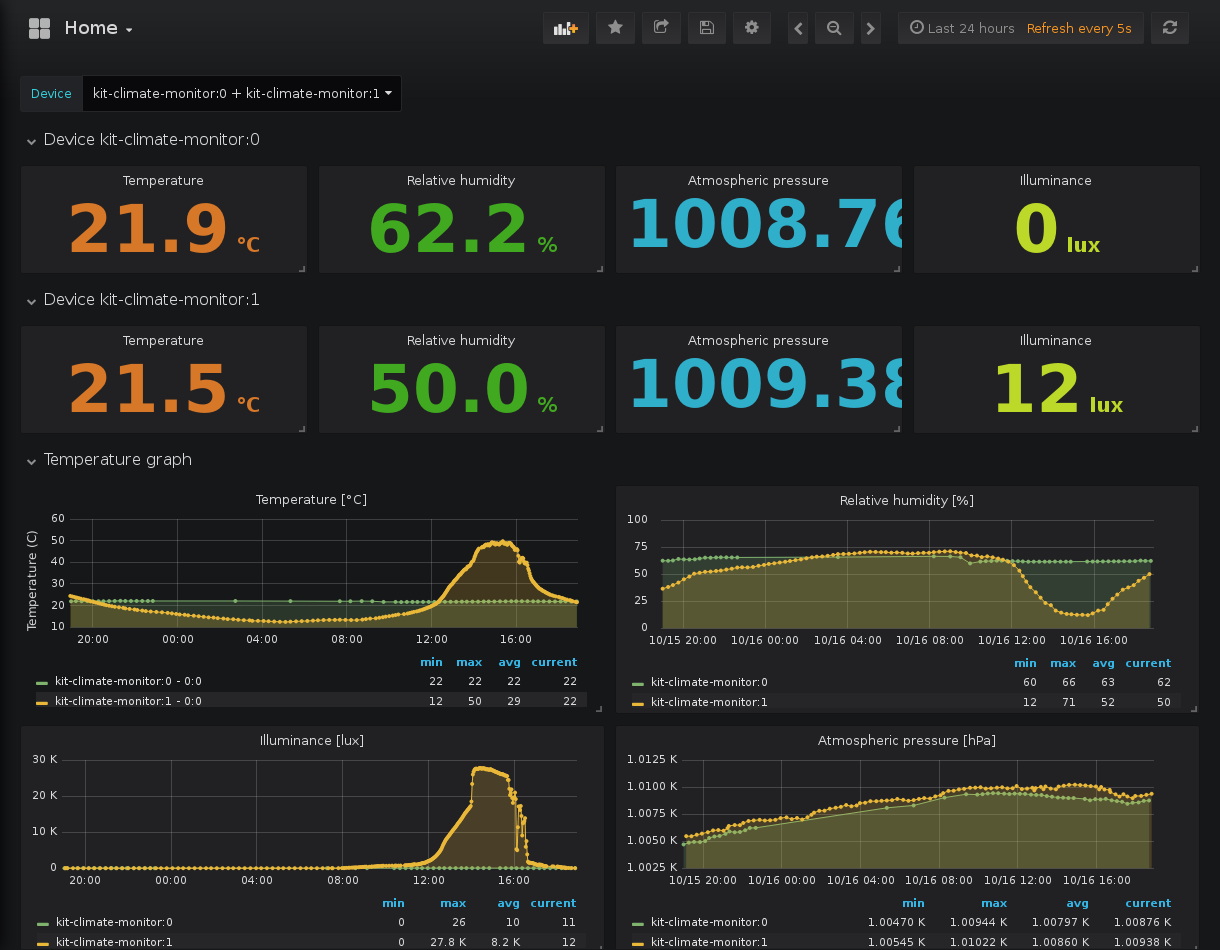 Home
Last 24 hours Refresh every 5s
Device kit-climate-monitor:0 + kit-climate-monitor:1
Device kit-climate-monitor:0
Temperature Relative humidity Atmospheric pressure Illuminance
21.9 °C 62.2 % 1008.76 0 lux
Device kit-climate-monitor:1
Temperature Relative humidity Atmospheric pressure Illuminance
21.5 °C 50.0 % 1009.38 12 lux
Temperature graph
Temperature [°C]
Temperature (C)
60
50
40
30
20
10
20:00 00:00 04:00 08:00 12:00 16:00
min max avg current
kit-climate-monitor:0 - 0:0 22 22 22 22
kit-climate-monitor:1 - 0:0 12 50 29 22
Relative humidity [%]
100
75
50
25
0
10/15 20:00 10/16 00:00 10/16 04:00 10/16 08:00 10/16 12:00 10/16 16:00
min max avg current
kit-climate-monitor:0 60 66 63 62
kit-climate-monitor:1 12 71 52 50
Illuminance [lux]
30 K
20 K
10 K
0
20:00 00:00 04:00 08:00 12:00 16:00
min max avg current
kit-climate-monitor:0 0 26 10 11
kit-climate-monitor:1 0 27.8 K 8.2 K 12
Atmospheric pressure [hPa]
1.0125 K
1.0100 K
1.0075 K
1.0050 K
1.0025 K
10/15 20:00 10/16 00:00 10/16 04:00 10/16 08:00 10/16 12:00 10/16 16:00
min max avg current
kit-climate-monitor:0 1.00470 K 1.00944 K 1.00797 K 1.00876 K
kit-climate-monitor:1 1.00545 K 1.01022 K 1.00860 K 1.00938 K